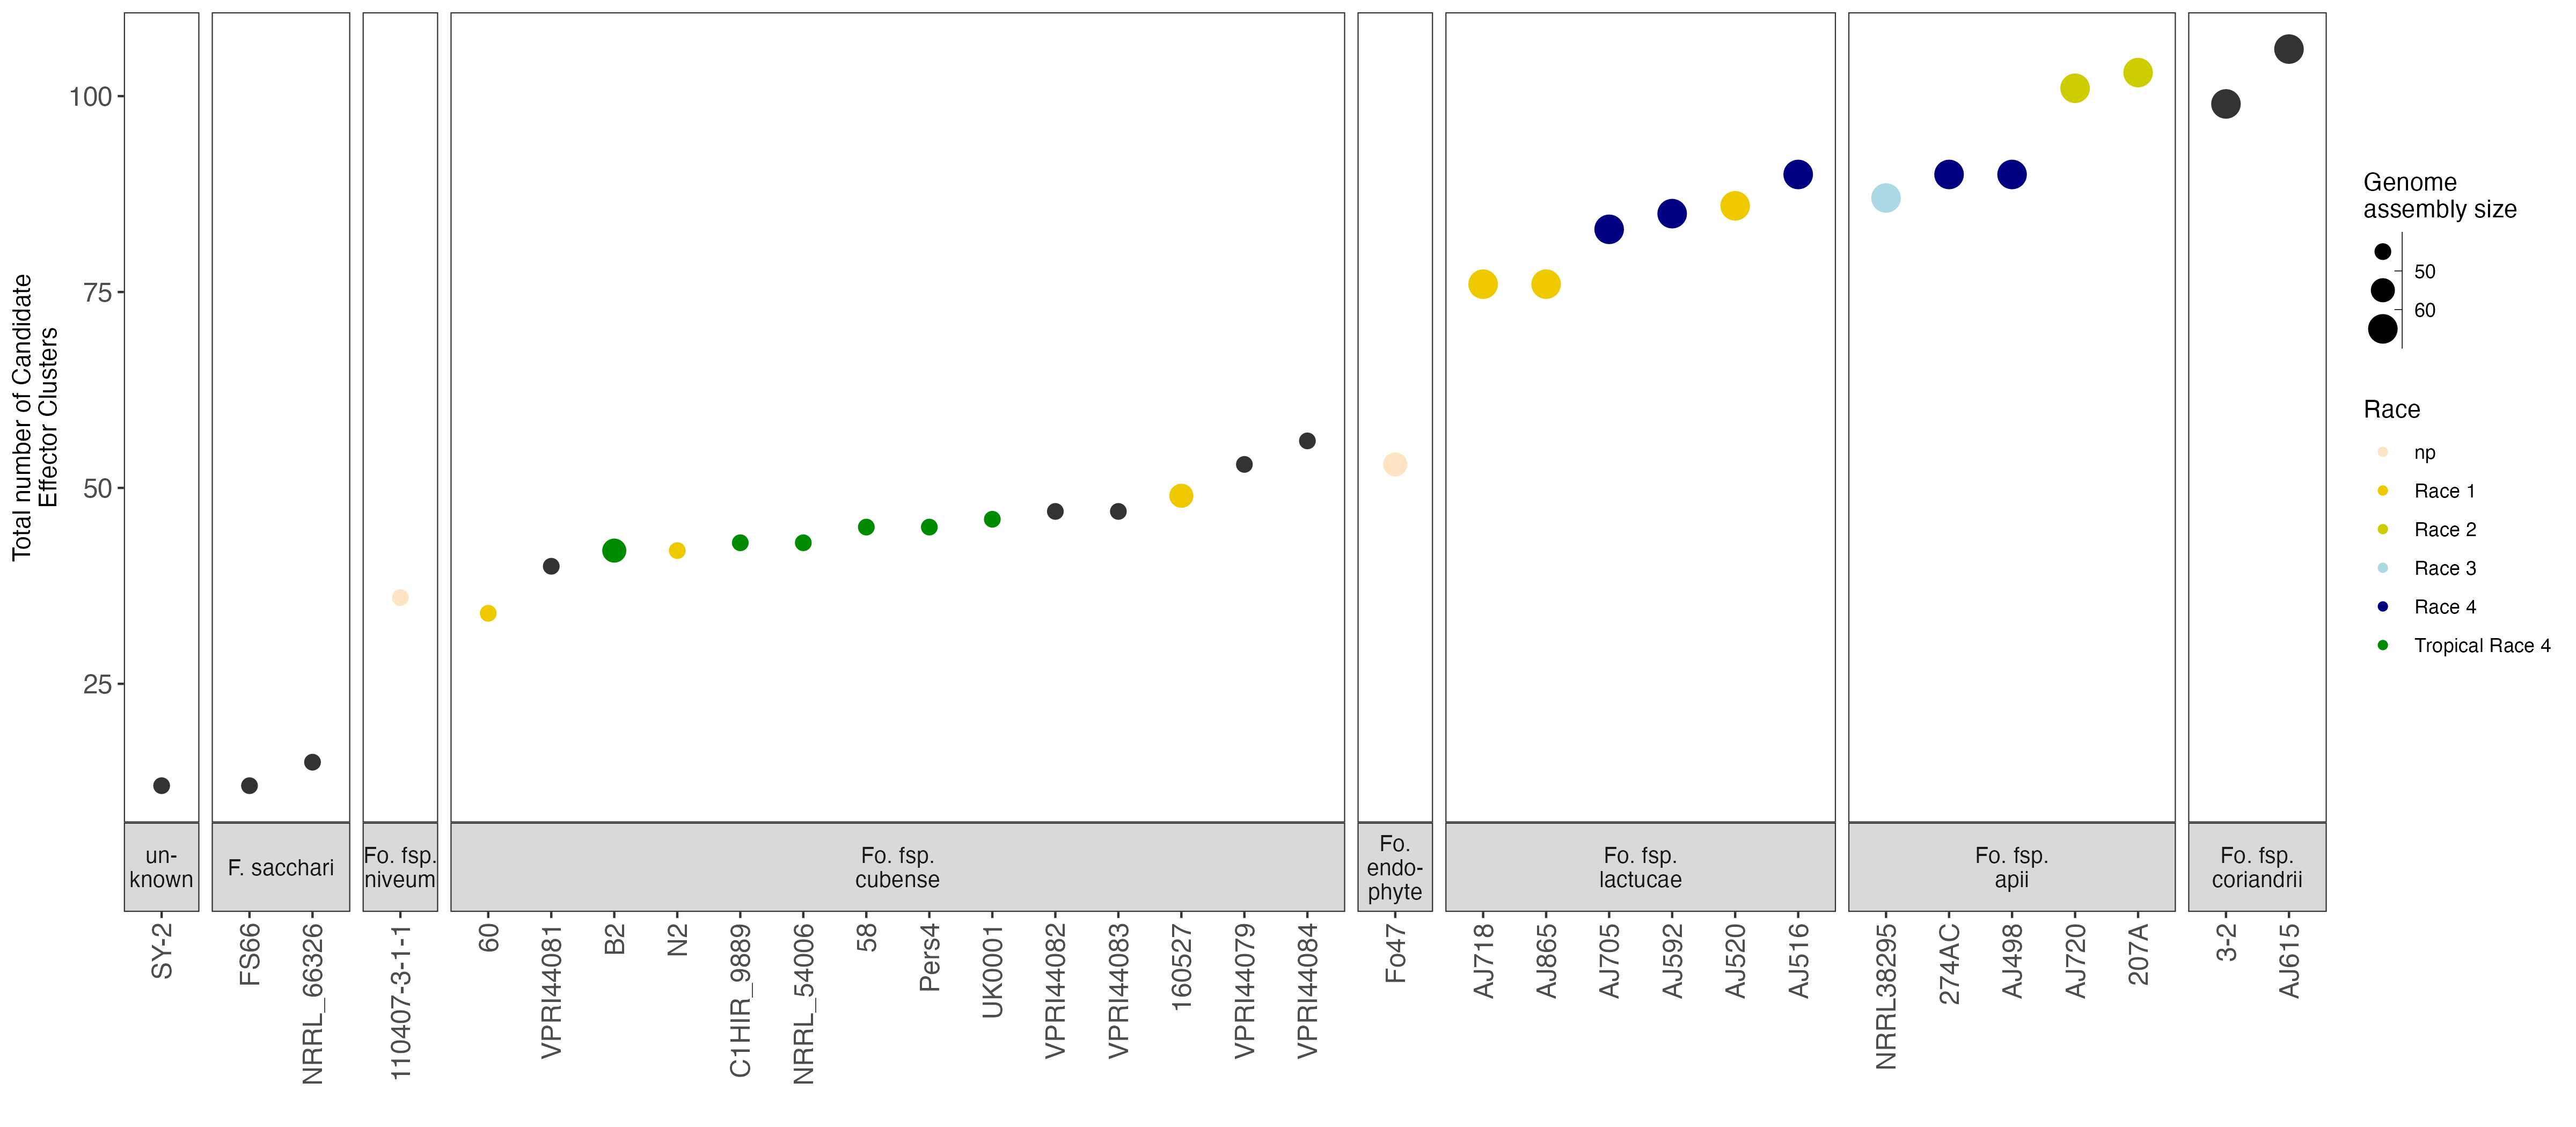 Total number of Candidate
Effector Clusters
100
75
50
25
un-
known
F. sacchari
Fo. fsp.
niveum
Fo. fsp.
cubense
Fo.
endo-
phyte
Fo. fsp.
lactucae
Fo. fsp.
apii
Fo. fsp.
coriandrii
SY-2
FS66
NRRL_66326
110407-3-1-1
60
VPRI44081
B2
N2
C1HIR_9889
NRRL_54006
58
Pers4
UK0001
VPRI44082
VPRI44083
160527
VPRI44079
VPRI44084
Fo47
AJ718
AJ865
AJ705
AJ592
AJ520
AJ516
NRRL38295
274AC
AJ498
AJ720
207A
3-2
AJ615
Genome
assembly size
50
60
Race
np
Race 1
Race 2
Race 3
Race 4
Tropical Race 4